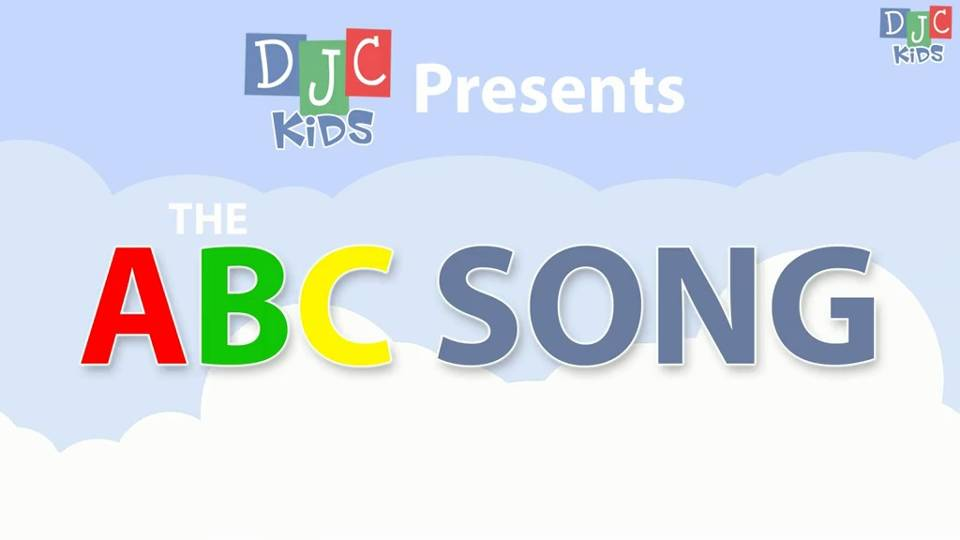 DJC
KiDS
Presents
DJC
KiDS
THE
ABC SONG